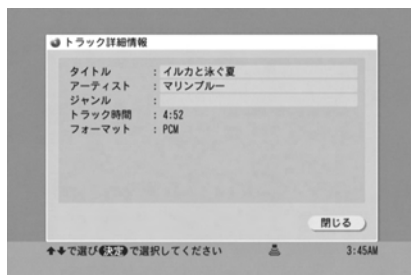 トラック詳細情報
タイトル : イルカと泳ぐ夏
アーティスト : マリンブルー
ジャンル :
トラック時間 : 4:52
フォーマット : PCM
閉じる
↑↓で選び決定で選択してください 3:45AM